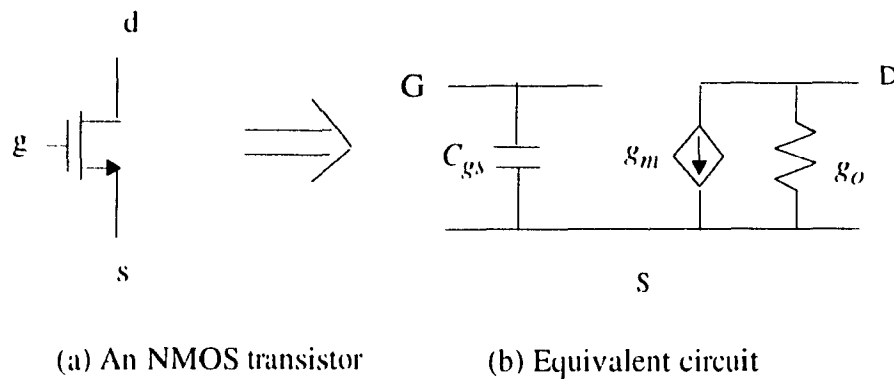 d
g
s
G
C_gs
g_m
g_o
D
S
(a) An NMOS transistor
(b) Equivalent circuit